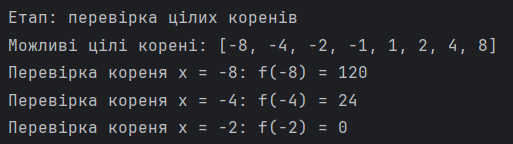 Етап: перевірка цілих коренів
Можливі цілі корені: [-8, -4, -2, -1, 1, 2, 4, 8]
Перевірка кореня x = -8: f(-8) = 120
Перевірка кореня x = -4: f(-4) = 24
Перевірка кореня x = -2: f(-2) = 0